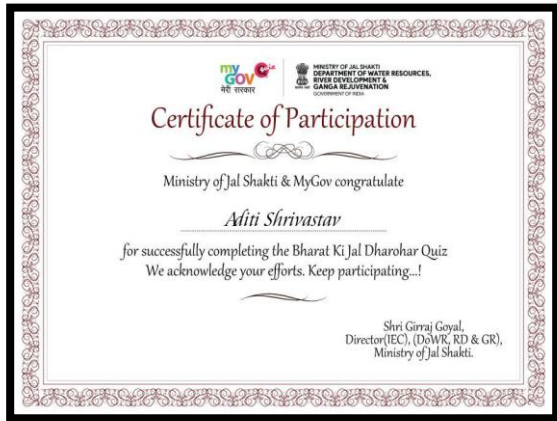 my GOV
मेरी सरकार
MINISTRY OF JAL SHAKTI
DEPARTMENT OF WATER RESOURCES,
RIVER DEVELOPMENT &
GANGA REJUVENATION
GOVERNMENT OF INDIA
Certificate of Participation
Ministry of Jal Shakti & MyGov congratulate
Aditi Shrivastav
for successfully completing the Bharat Ki Jal Dharohar Quiz
We acknowledge your efforts. Keep participating...!
Shri Girraj Goyal,
Director(IEC), (DoWR, RD & GR),
Ministry of Jal Shakti.